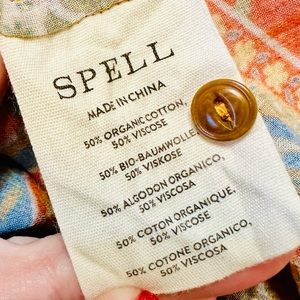 SPELL
MADE IN CHINA
50% ORGANIC COTTON,
50% VISCOSE
50% BIO-BAUMWOLLE
50% VISKOSE
50% ALGODON ORGANICO,
50% VISCOSA
50% COTON ORGANIQUE,
50% VISCOSE
50% COTONE ORGANICO,
50% VISCOSA